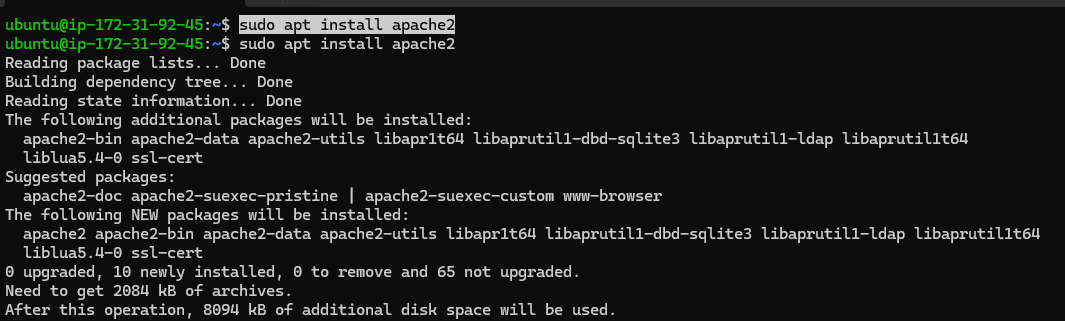 ubuntu@ip-172-31-92-45:~$ sudo apt install apache2
ubuntu@ip-172-31-92-45:~$ sudo apt install apache2
Reading package lists... Done
Building dependency tree... Done
Reading state information... Done
The following additional packages will be installed:
  apache2-bin apache2-data apache2-utils libapr1t64 libaprutil1-dbd-sqlite3 libaprutil1-ldap libaprutil1t64
  liblua5.4-0 ssl-cert
Suggested packages:
  apache2-doc apache2-suexec-pristine | apache2-suexec-custom www-browser
The following NEW packages will be installed:
  apache2 apache2-bin apache2-data apache2-utils libapr1t64 libaprutil1-dbd-sqlite3 libaprutil1-ldap libaprutil1t64
  liblua5.4-0 ssl-cert
0 upgraded, 10 newly installed, 0 to remove and 65 not upgraded.
Need to get 2084 kB of archives.
After this operation, 8094 kB of additional disk space will be used.